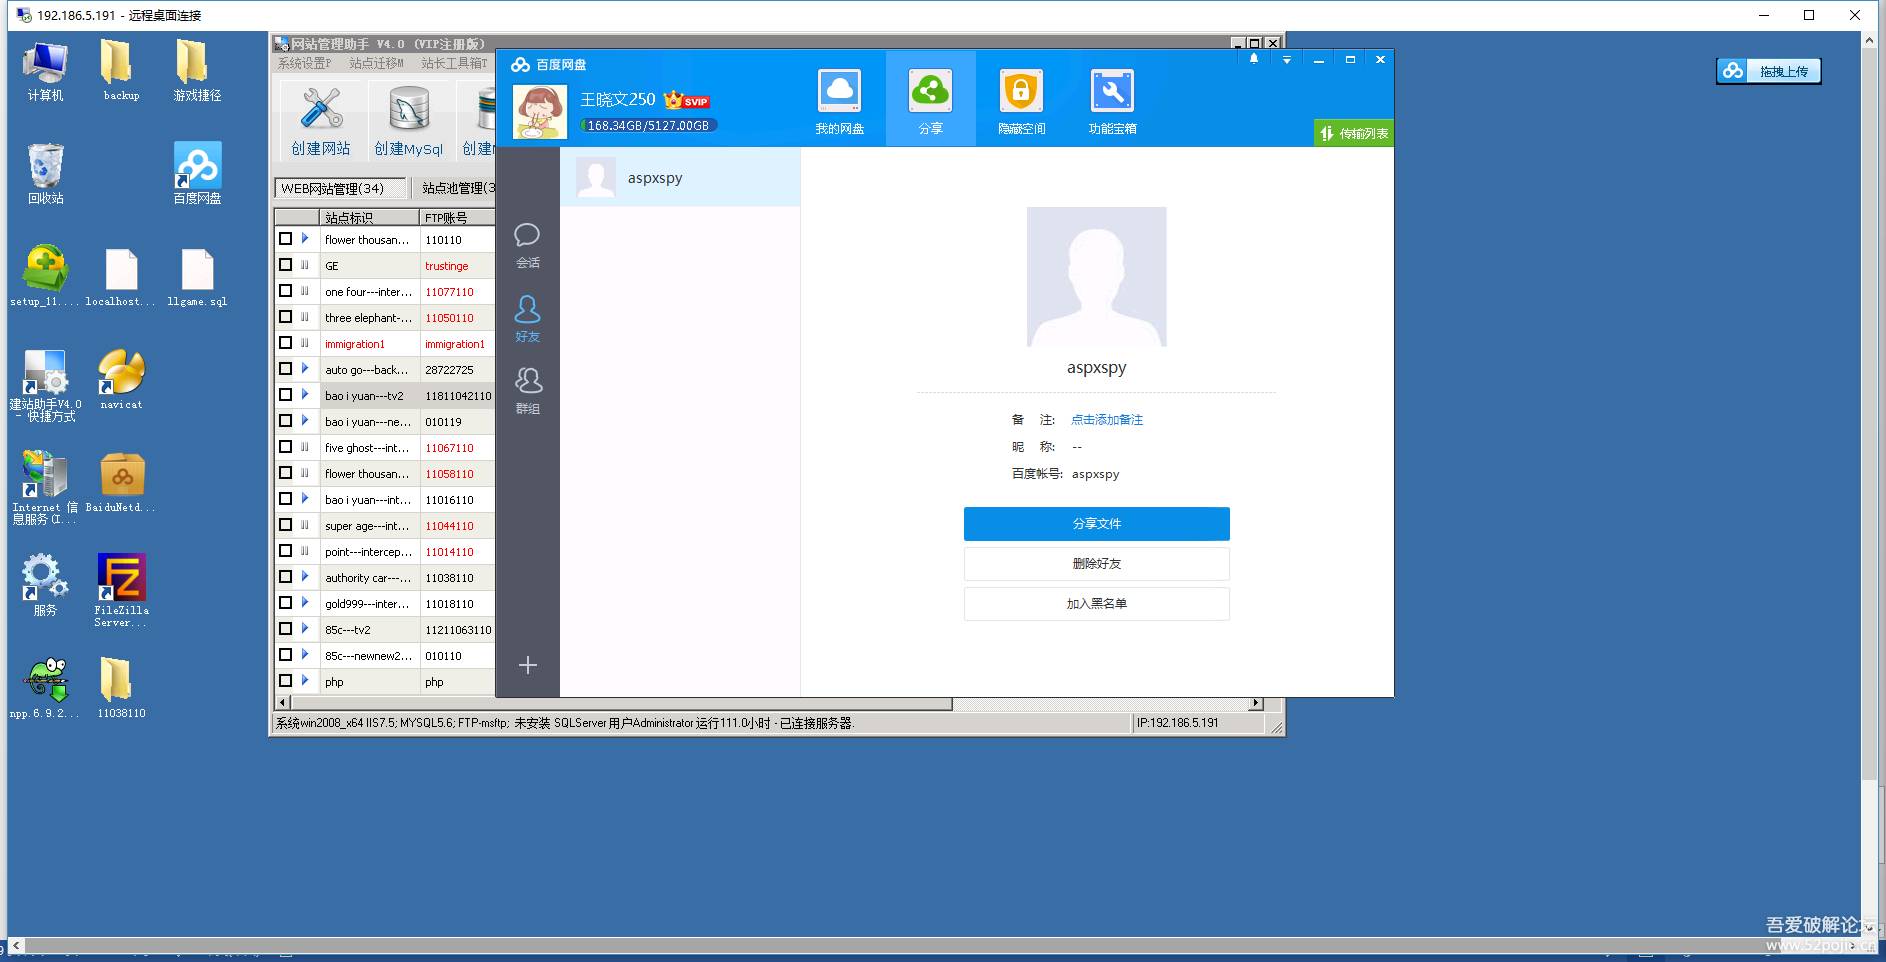 192.186.5.191 - 远程桌面连接
计算机
backup
游戏捷径
回收站
百度网盘
setup_11....
localhost...
llgame.sql
建站助手V4.0
- 快捷方式
navicat
Internet 信
息服务(I...
BaiduNetd...
服务
FileZilla
Server...
npp.6.9.2...
11038110
网站管理助手 V4.0 (VIP注册版)
系统设置P 站点迁移M 站长工具箱T
创建网站 创建MySql
WEB网站管理(34) 站点池管理(3
站点标识 FTP账号
flower thousan... 110110
GE trustinge
one four---inter... 11077110
three elephant-... 11050110
immigration1 immigration1
auto go---back... 28722725
bao i yuan---tv2 11811042110
bao i yuan---ne... 010119
five ghost---int... 11067110
flower thousan... 11058110
bao i yuan---int... 11016110
super age---int... 11044110
point---intercep... 11014110
authority car---... 11038110
gold999---inter... 11018110
85c---tv2 11211063110
85c---newnew2... 010110
php php
系统win2008_x64 IIS7.5; MYSQL5.6; FTP-msftp; 未安装 SQLServer 用户Administrator 运行111.0小时 - 已连接服务器.
IP:192.186.5.191
百度网盘
王晓文250 SVIP
168.34GB/5127.00GB
我的网盘 分享 隐藏空间 功能宝箱
传输列表
会话
好友
群组
aspxspy
aspxspy
备 注: 点击添加备注
昵 称: --
百度帐号: aspxspy
分享文件
删除好友
加入黑名单
拖拽上传
吾爱破解论坛
www.52pojie.cn